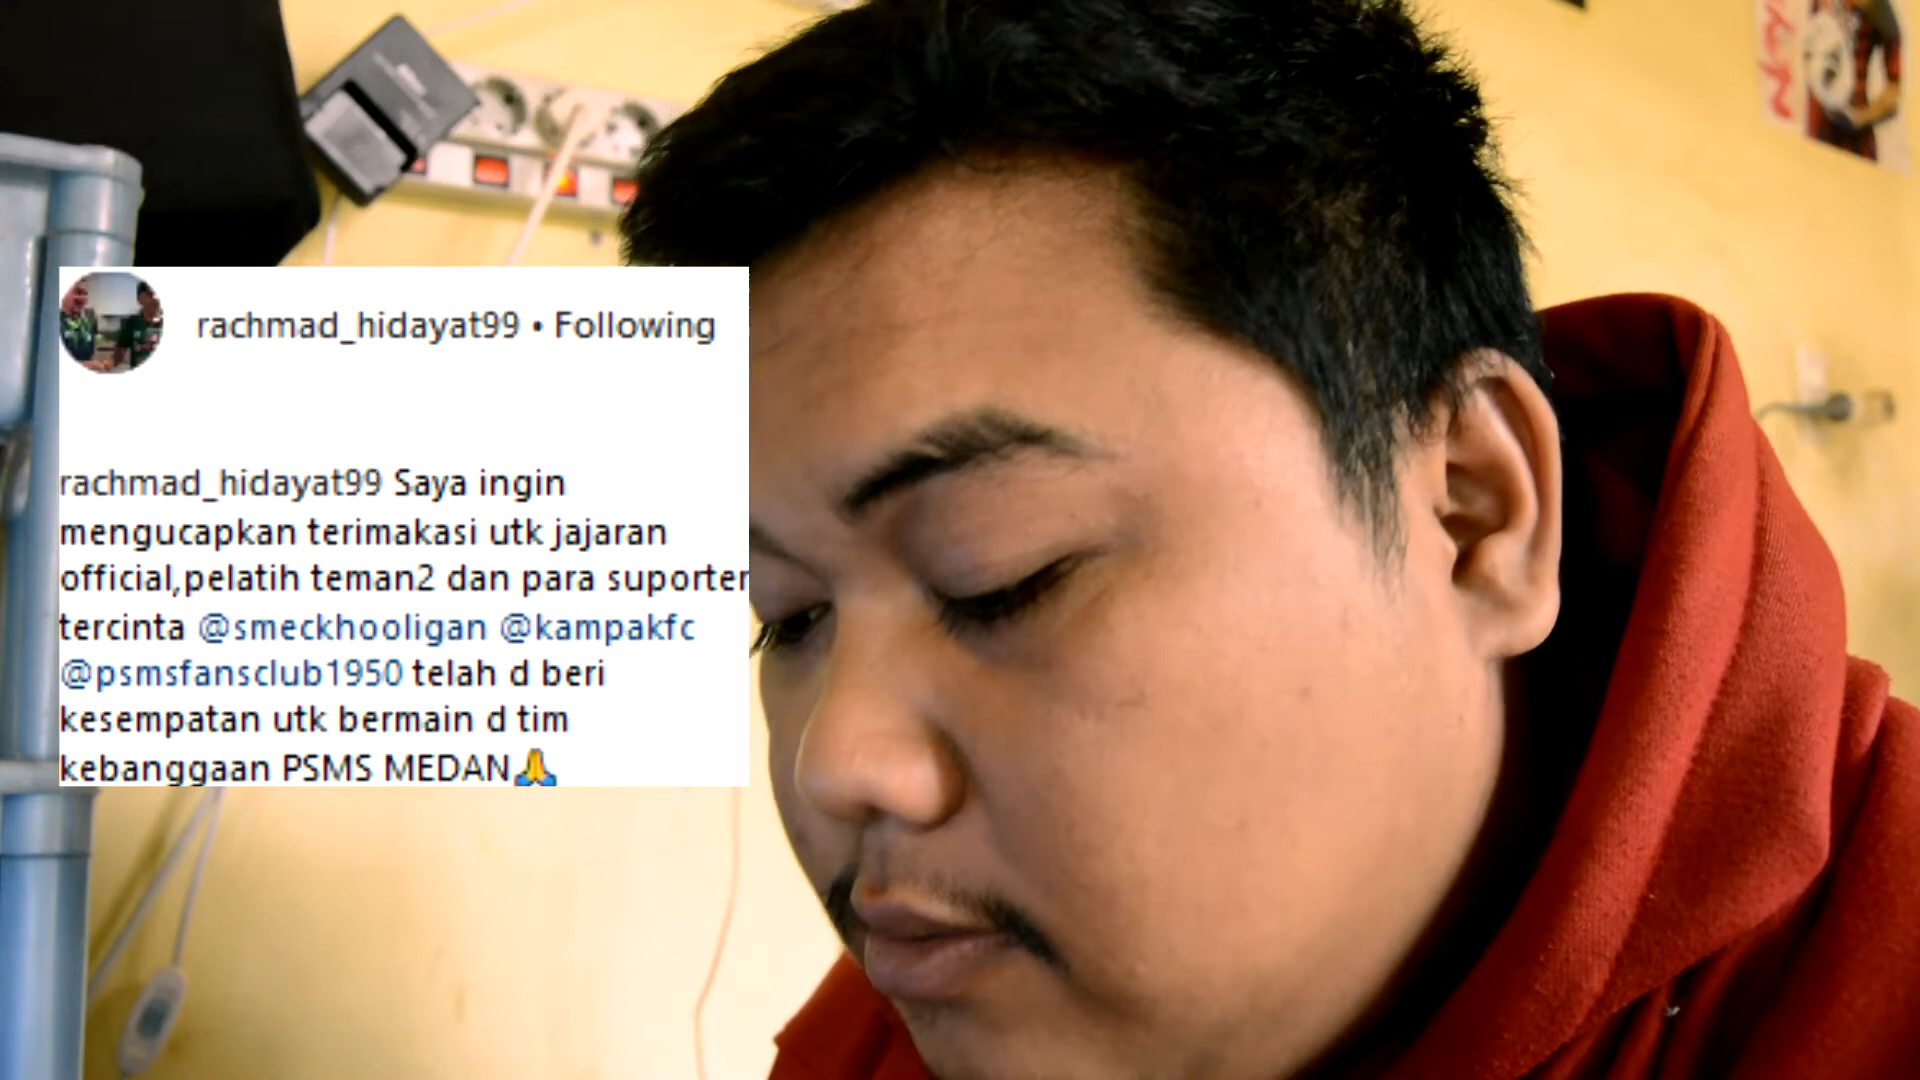 rachmad_hidayat99 • Following
rachmad_hidayat99 Saya ingin
mengucapkan terimakasi utk jajaran
official,pelatih teman2 dan para suporter
tercinta @smeckhooligan @kampakfc
@psmsfansclub1950 telah d beri
kesempatan utk bermain d tim
kebanggaan PSMS MEDAN🙏